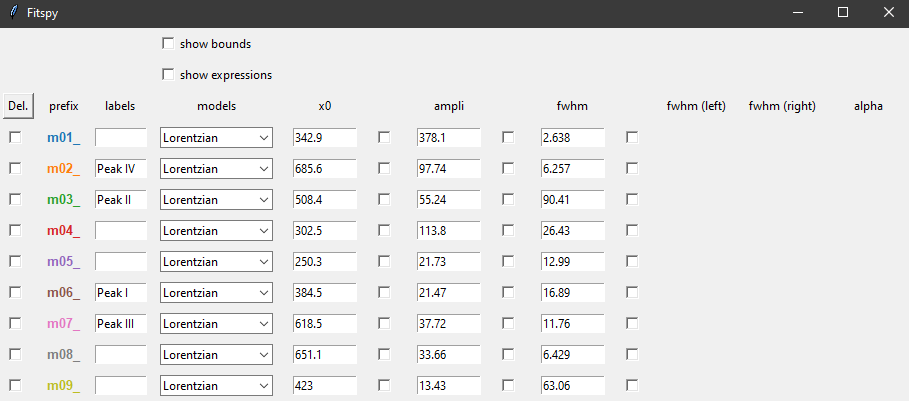 Fitspy
show bounds
show expressions
Del. prefix labels models x0 ampli fwhm fwhm (left) fwhm (right) alpha
m01_ Lorentzian 342.9 378.1 2.638
m02_ Peak IV Lorentzian 685.6 97.74 6.257
m03_ Peak II Lorentzian 508.4 55.24 90.41
m04_ Lorentzian 302.5 113.8 26.43
m05_ Lorentzian 250.3 21.73 12.99
m06_ Peak I Lorentzian 384.5 21.47 16.89
m07_ Peak III Lorentzian 618.5 37.72 11.76
m08_ Lorentzian 651.1 33.66 6.429
m09_ Lorentzian 423 13.43 63.06